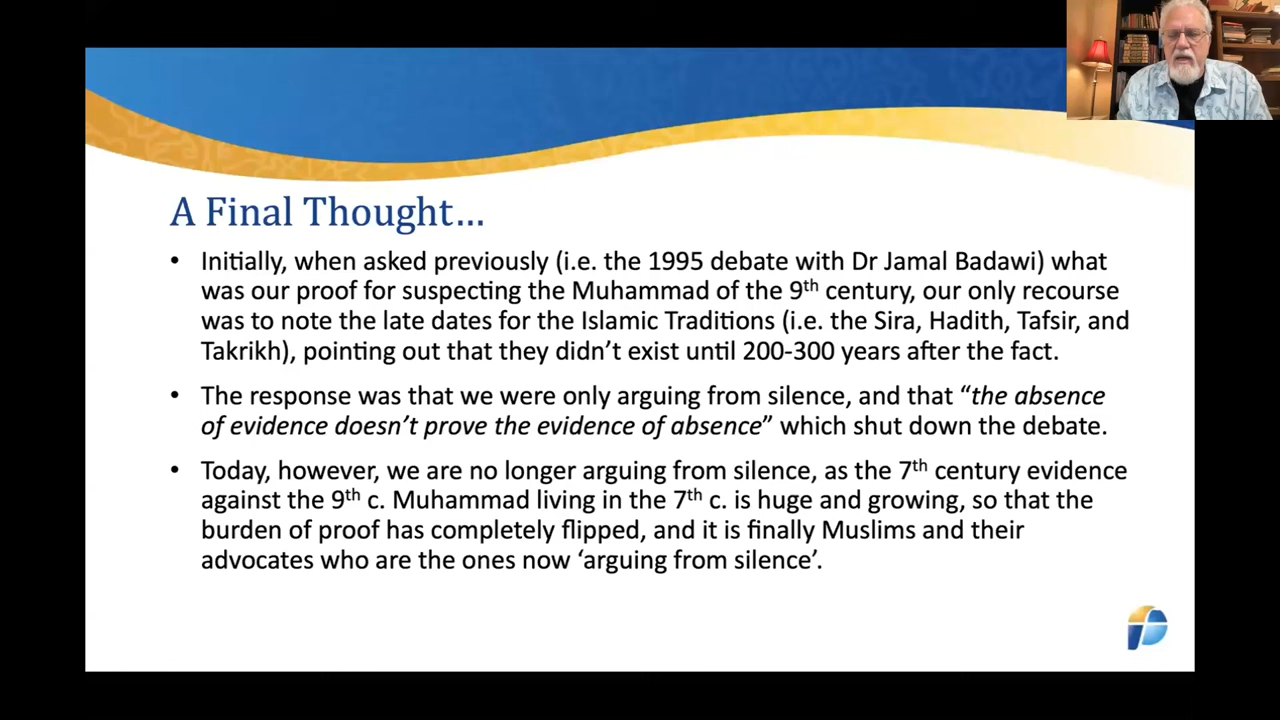 A Final Thought...
• Initially, when asked previously (i.e. the 1995 debate with Dr Jamal Badawi) what
was our proof for suspecting the Muhammad of the 9th century, our only recourse
was to note the late dates for the Islamic Traditions (i.e. the Sira, Hadith, Tafsir, and
Takrikh), pointing out that they didn’t exist until 200-300 years after the fact.
• The response was that we were only arguing from silence, and that “the absence
of evidence doesn’t prove the evidence of absence” which shut down the debate.
• Today, however, we are no longer arguing from silence, as the 7th century evidence
against the 9th c. Muhammad living in the 7th c. is huge and growing, so that the
burden of proof has completely flipped, and it is finally Muslims and their
advocates who are the ones now ‘arguing from silence’.